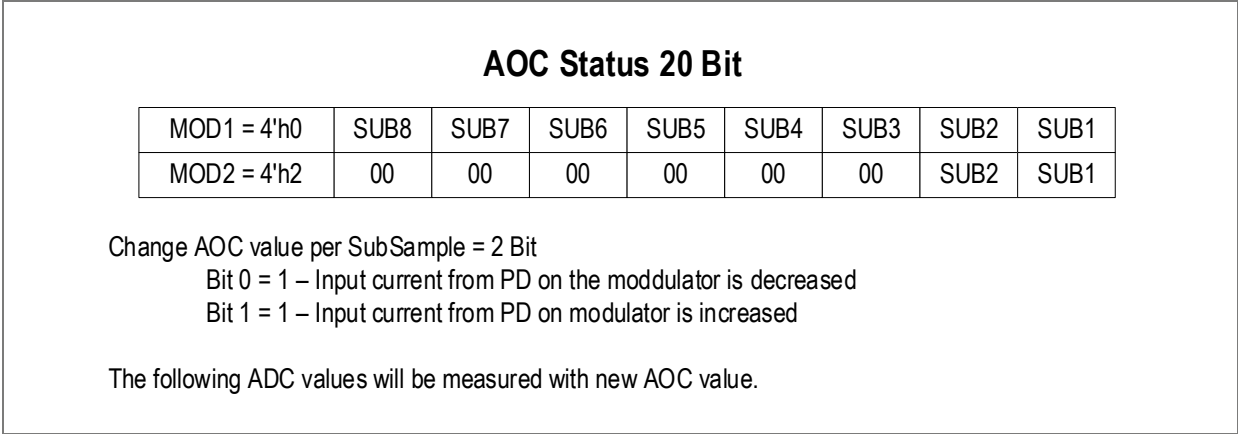 AOC Status 20 Bit
MOD1 = 4'h0 SUB8 SUB7 SUB6 SUB5 SUB4 SUB3 SUB2 SUB1
MOD2 = 4'h2 00 00 00 00 00 00 SUB2 SUB1
Change AOC value per SubSample = 2 Bit
Bit 0 = 1 – Input current from PD on the moddulator is decreased
Bit 1 = 1 – Input current from PD on modulator is increased
The following ADC values will be measured with new AOC value.